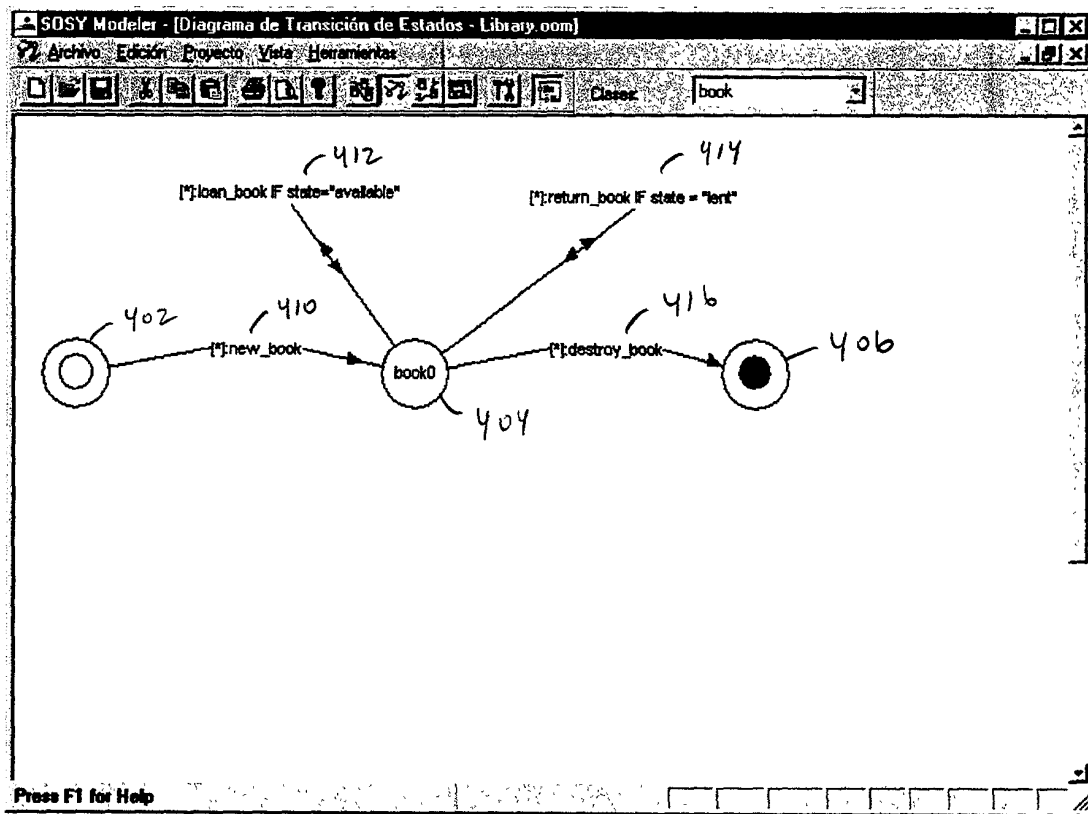 SOSY Modeler - [Diagrama de Transición de Estados - Library.oom]
Archivo Edición Proyecto Vista Herramientas
Clases: book
412
414
[*]:loan_book IF state="available"
[*]:return_book IF state = "lent"
402
410
416
406
[*]:new_book
[*]:destroy_book
book0
404
Press F1 for Help